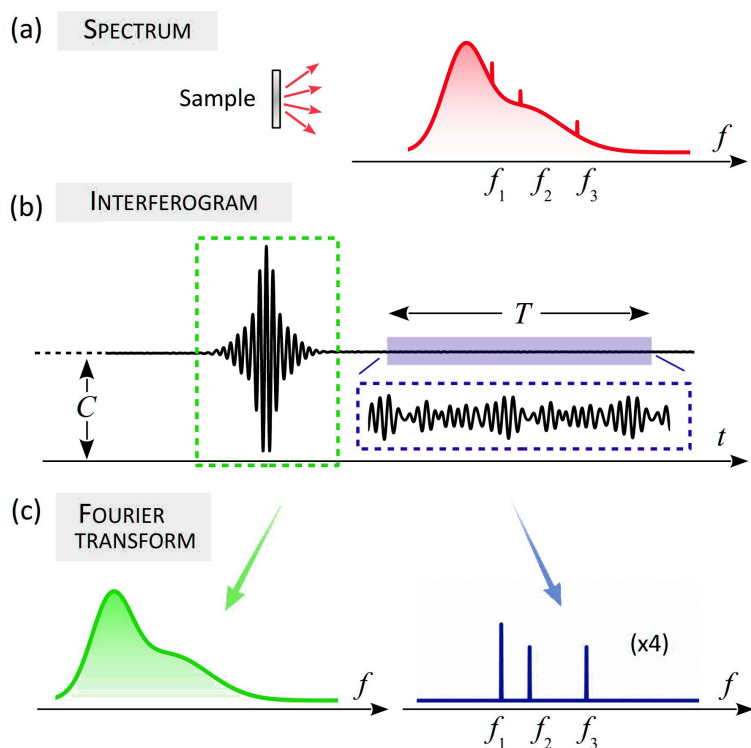 (a) SPECTRUM
Sample
f
f₁ f₂ f₃
(b) INTERFEROGRAM
T
C
t
(c) FOURIER
TRANSFORM
(x4)
f f
f₁ f₂ f₃